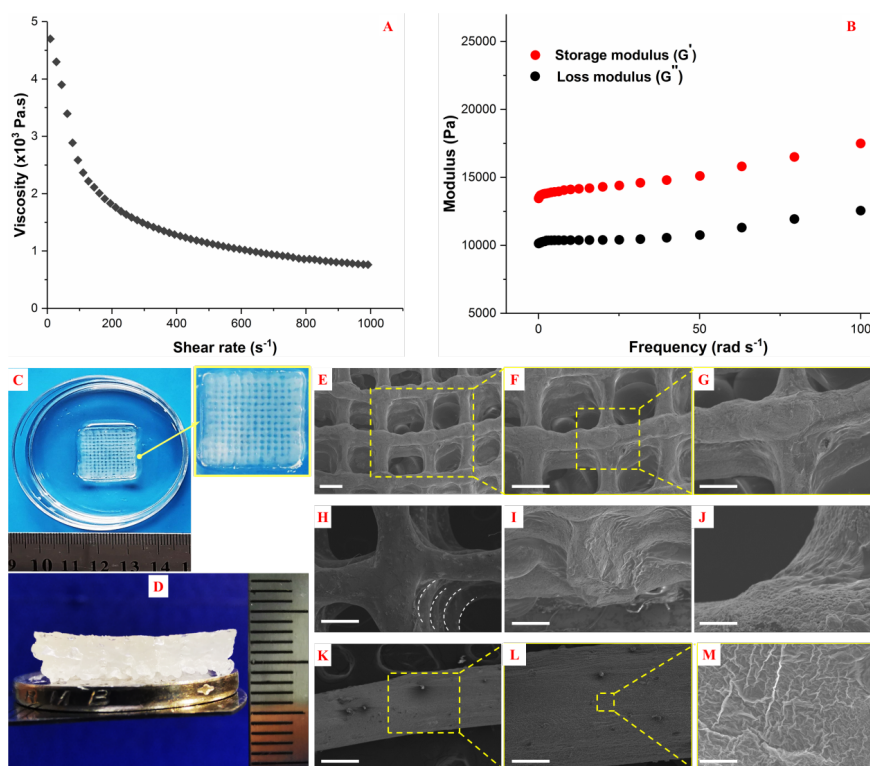 A
5
4
3
2
1
0
0 200 400 600 800 1000
Viscosity (x10³ Pa.s)
Shear rate (s⁻¹)
B
Storage modulus (G')
Loss modulus (G'')
25000
20000
15000
10000
5000
0 50 100
Modulus (Pa)
Frequency (rad s⁻¹)
C
9 10 11 12 13 14 1
D
E
F
G
H
I
J
K
L
M